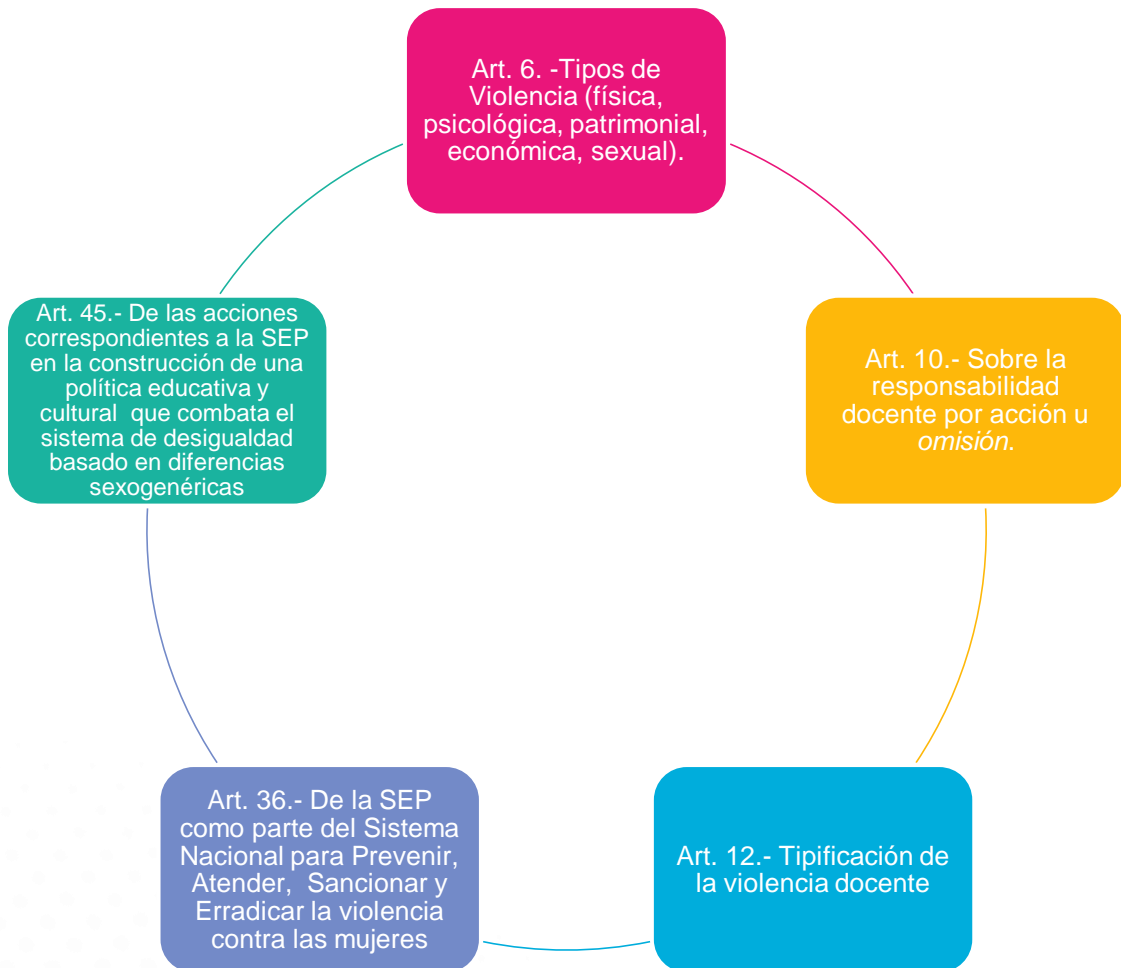 Art. 6. -Tipos de
Violencia (física,
psicológica, patrimonial,
económica, sexual).
Art. 10.- Sobre la
responsabilidad
docente por acción u
omisión.
Art. 12.- Tipificación de
la violencia docente
Art. 36.- De la SEP
como parte del Sistema
Nacional para Prevenir,
Atender, Sancionar y
Erradicar la violencia
contra las mujeres
Art. 45.- De las acciones
correspondientes a la SEP
en la construcción de una
política educativa y
cultural que combata el
sistema de desigualdad
basado en diferencias
sexogenéricas